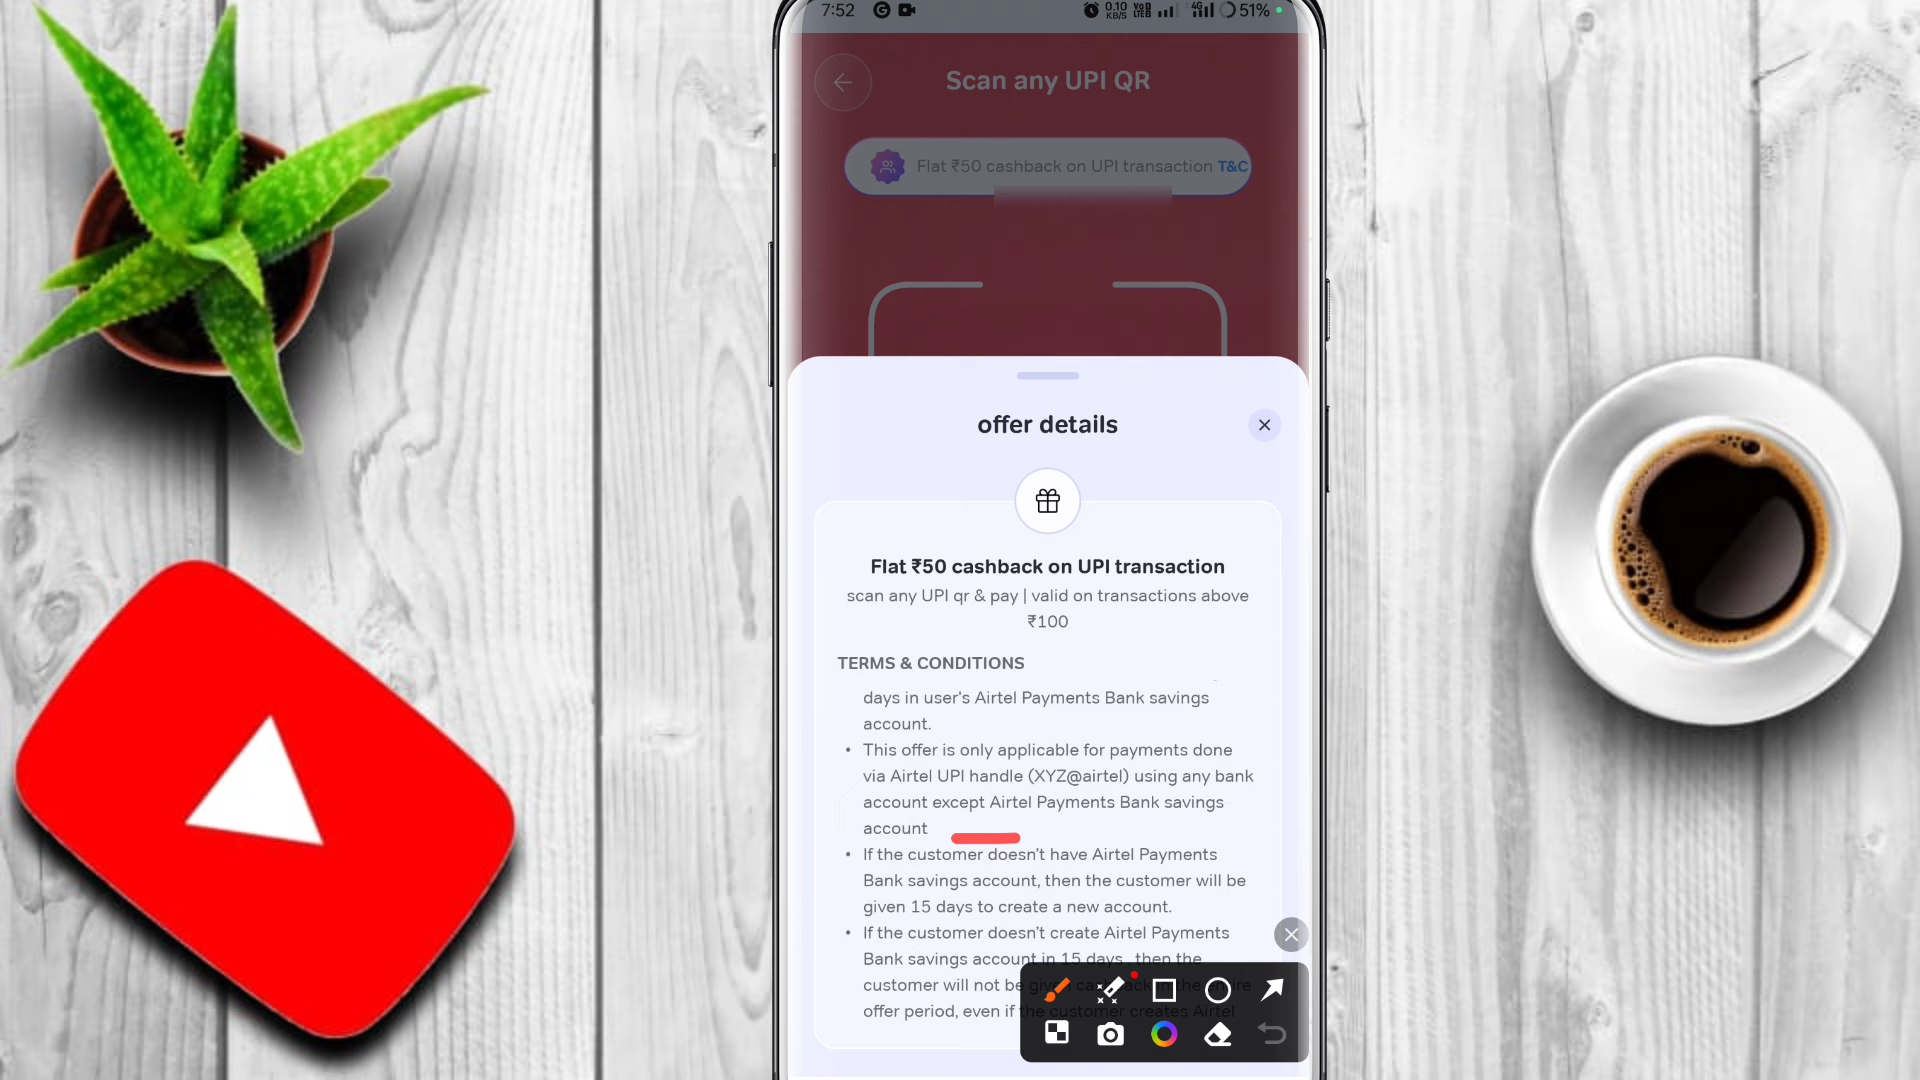 7:52
0.10
KB/S
4G
51%
Scan any UPI QR
Flat ₹50 cashback on UPI transaction T&C
offer details
Flat ₹50 cashback on UPI transaction
scan any UPI qr & pay | valid on transactions above
₹100
TERMS & CONDITIONS
days in user's Airtel Payments Bank savings
account.
• This offer is only applicable for payments done
via Airtel UPI handle (XYZ@airtel) using any bank
account except Airtel Payments Bank savings
account
• If the customer doesn't have Airtel Payments
Bank savings account, then the customer will be
given 15 days to create a new account.
• If the customer doesn't create Airtel Payments
Bank savings account in 15 days , then the
customer will not be given cashback in the entire
offer period, even if the customer creates Airtel